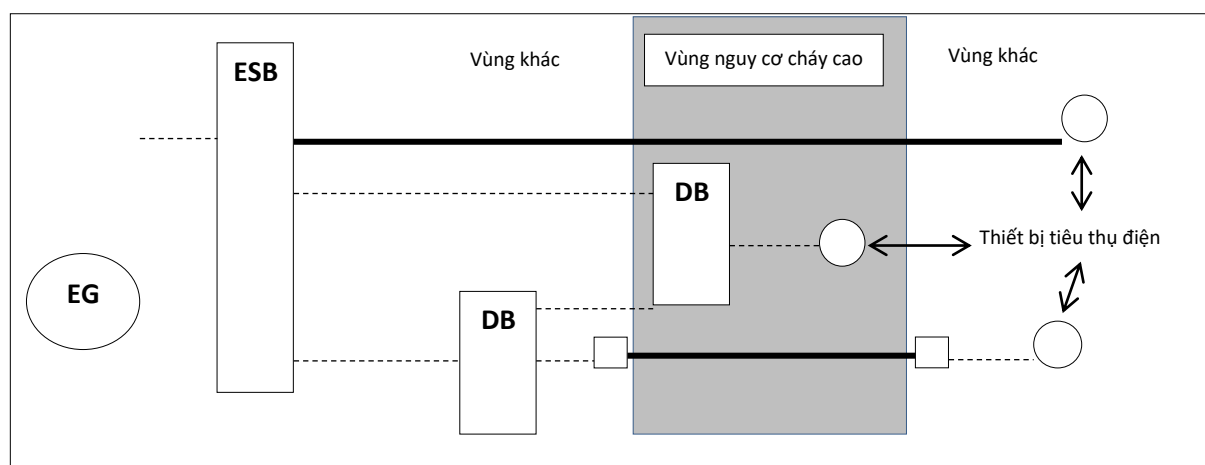 Vùng khác
Vùng nguy cơ cháy cao
Vùng khác
ESB
DB
Thiết bị tiêu thụ điện
EG
DB